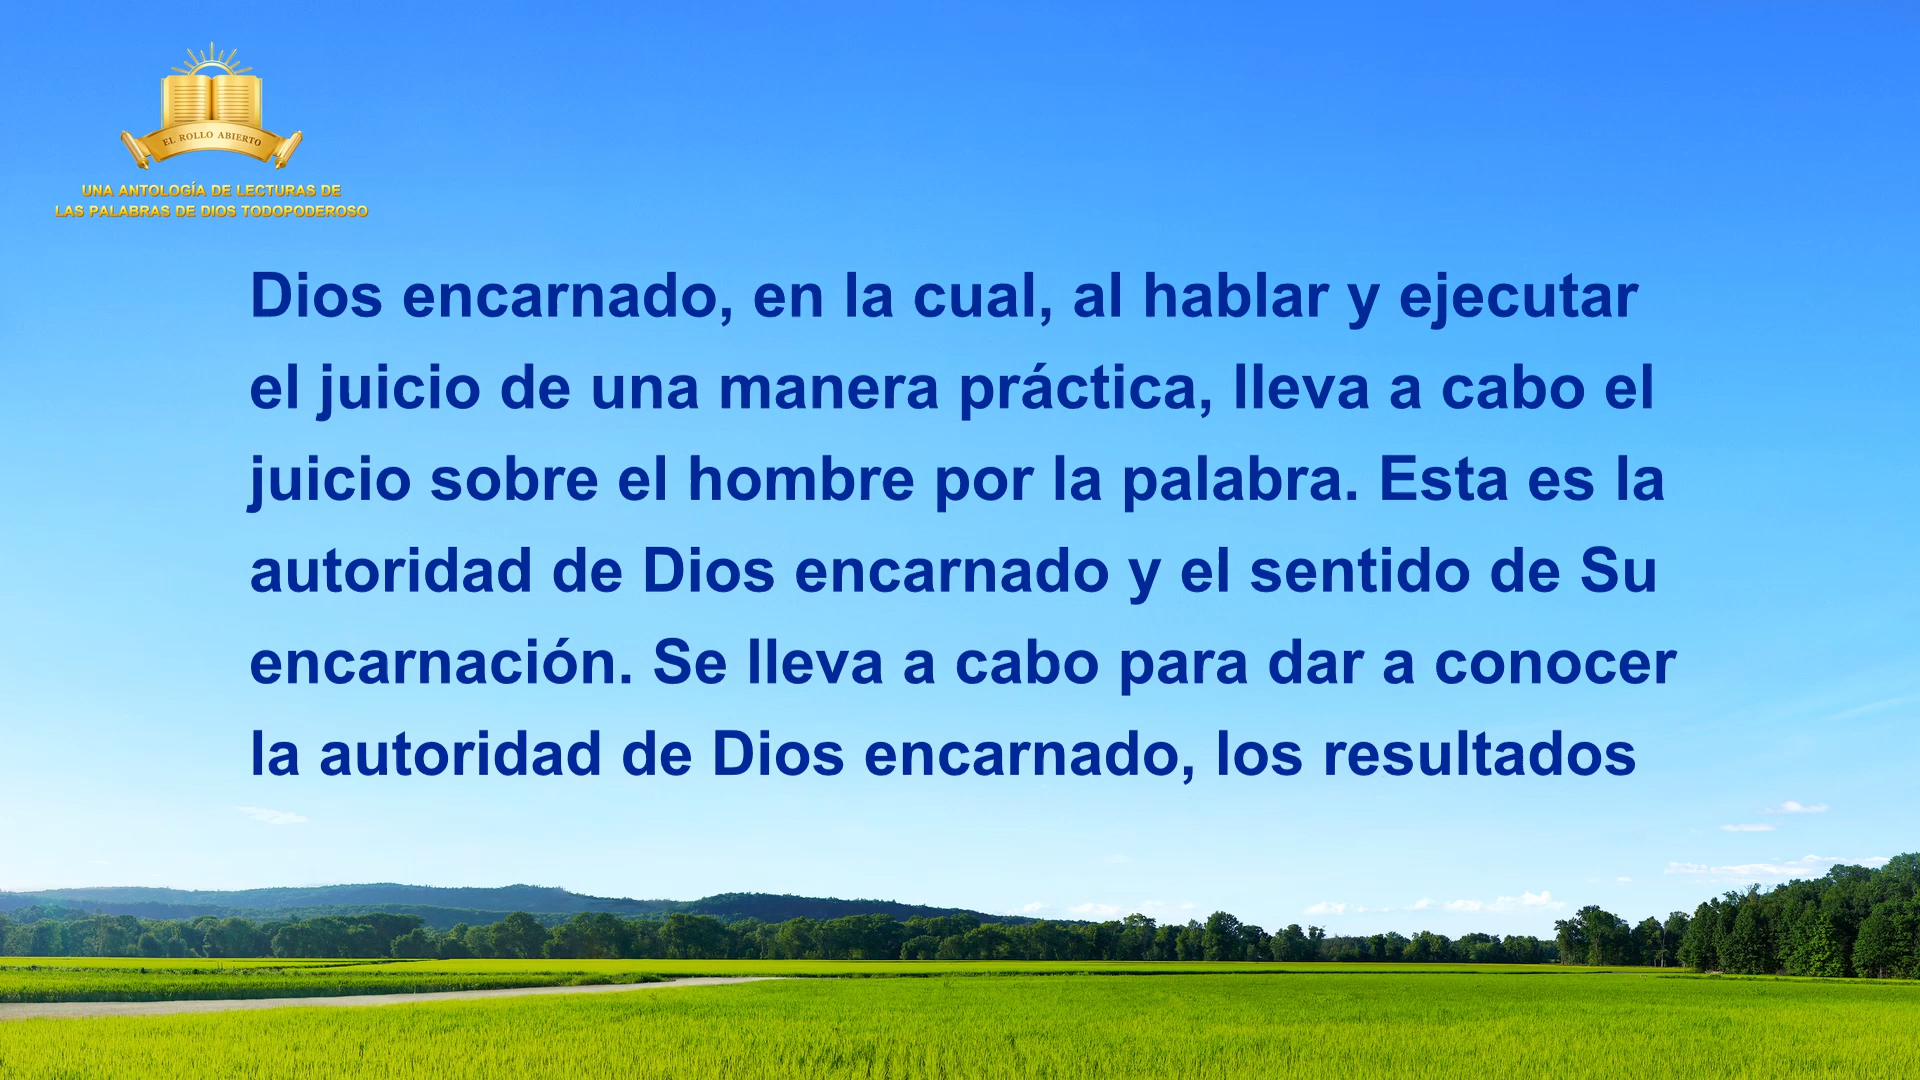 EL ROLLO ABIERTO
UNA ANTOLOGÍA DE LECTURAS DE
LAS PALABRAS DE DIOS TODOPODEROSO
Dios encarnado, en la cual, al hablar y ejecutar
el juicio de una manera práctica, lleva a cabo el
juicio sobre el hombre por la palabra. Esta es la
autoridad de Dios encarnado y el sentido de Su
encarnación. Se lleva a cabo para dar a conocer
la autoridad de Dios encarnado, los resultados